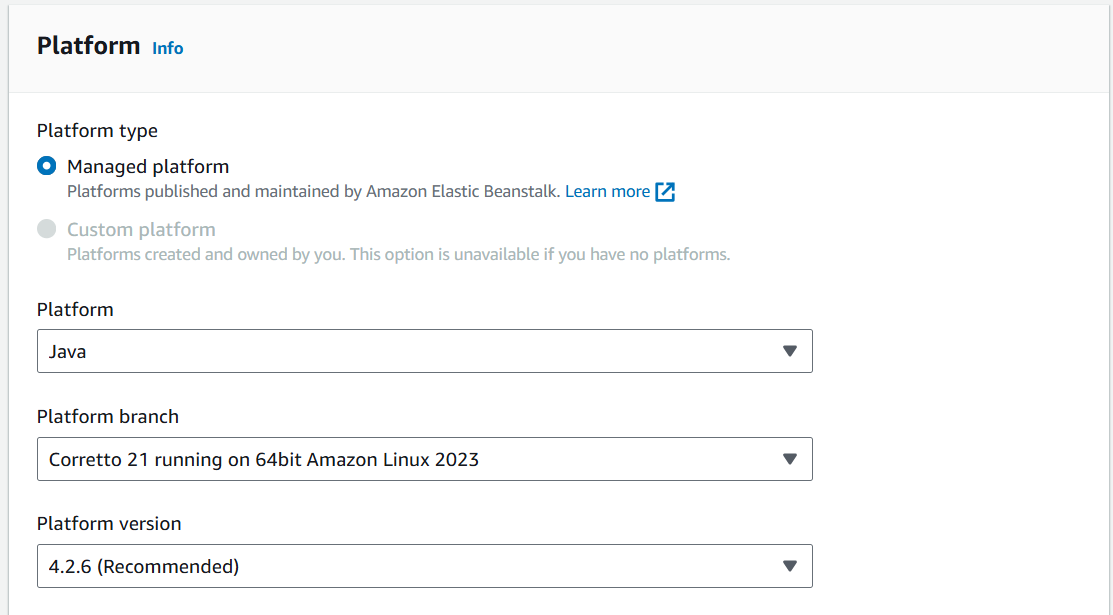 Platform Info
Platform type
Managed platform
Platforms published and maintained by Amazon Elastic Beanstalk. Learn more
Custom platform
Platforms created and owned by you. This option is unavailable if you have no platforms.
Platform
Java
Platform branch
Corretto 21 running on 64bit Amazon Linux 2023
Platform version
4.2.6 (Recommended)